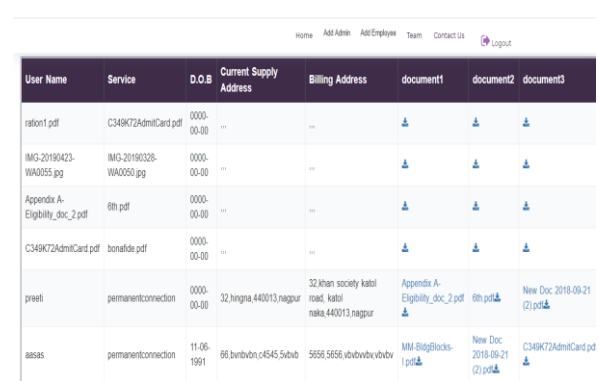 Home Add Admin Add Employee Team Contact Us Logout
User Name Service D.O.B Current Supply Address Billing Address document1 document2 document3
ration1.pdf C349K72AdmitCard.pdf 0000-00-00 ,,, ,,,
IMG-20190423-WA0055.jpg IMG-20190328-WA0050.jpg 0000-00-00 ,,, ,,,
Appendix A-Eligibility_doc_2.pdf 6th.pdf 0000-00-00 ,,, ,,,
C349K72AdmitCard.pdf bonafide.pdf 0000-00-00 ,,, ,,,
preeti permanentconnection 0000-00-00 32,hingna,440013,nagpur 32,khan society katol road, katol naka,440013,nagpur Appendix A-Eligibility_doc_2.pdf 6th.pdf New Doc 2018-09-21 (2).pdf
aasas permanentconnection 11-06-1991 66,bvnbvbn,c4545,5vbvb 5656,5656,vbvbvvbv,vbvbv MM-BldgBlocks-I.pdf New Doc 2018-09-21 (2).pdf C349K72AdmitCard.pdf